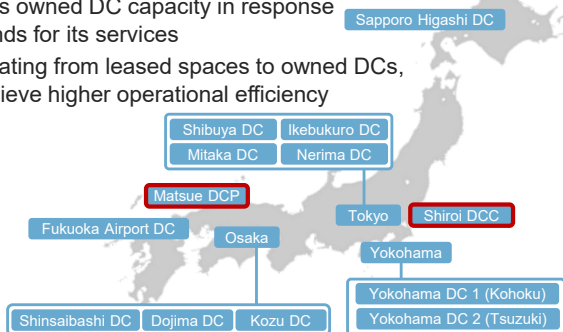 s owned DC capacity in response
nds for its services
ating from leased spaces to owned DCs,
ieve higher operational efficiency
Sapporo Higashi DC
Shibuya DC Ikebukuro DC
Mitaka DC Nerima DC
Matsue DCP
Tokyo Shiroi DCC
Fukuoka Airport DC
Osaka
Yokohama
Yokohama DC 1 (Kohoku)
Yokohama DC 2 (Tsuzuki)
Shinsaibashi DC Dojima DC Kozu DC